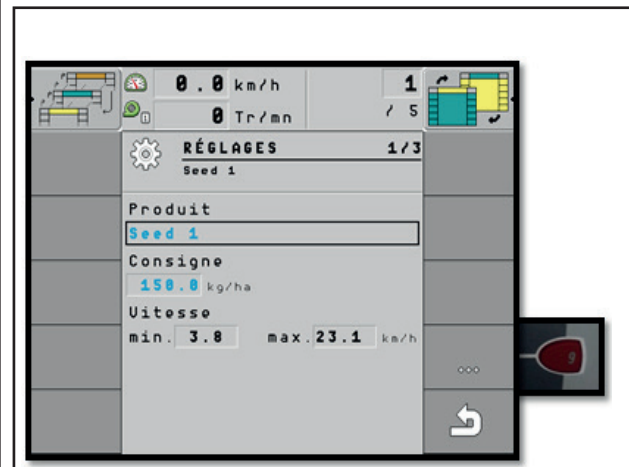 0.0 km/h 1
0 Tr/mn / 5
RÉGLAGES 1/3
Seed 1
Produit
Seed 1
Consigne
150.0 kg/ha
Vitesse
min. 3.8 max. 23.1 km/h
ooo
9